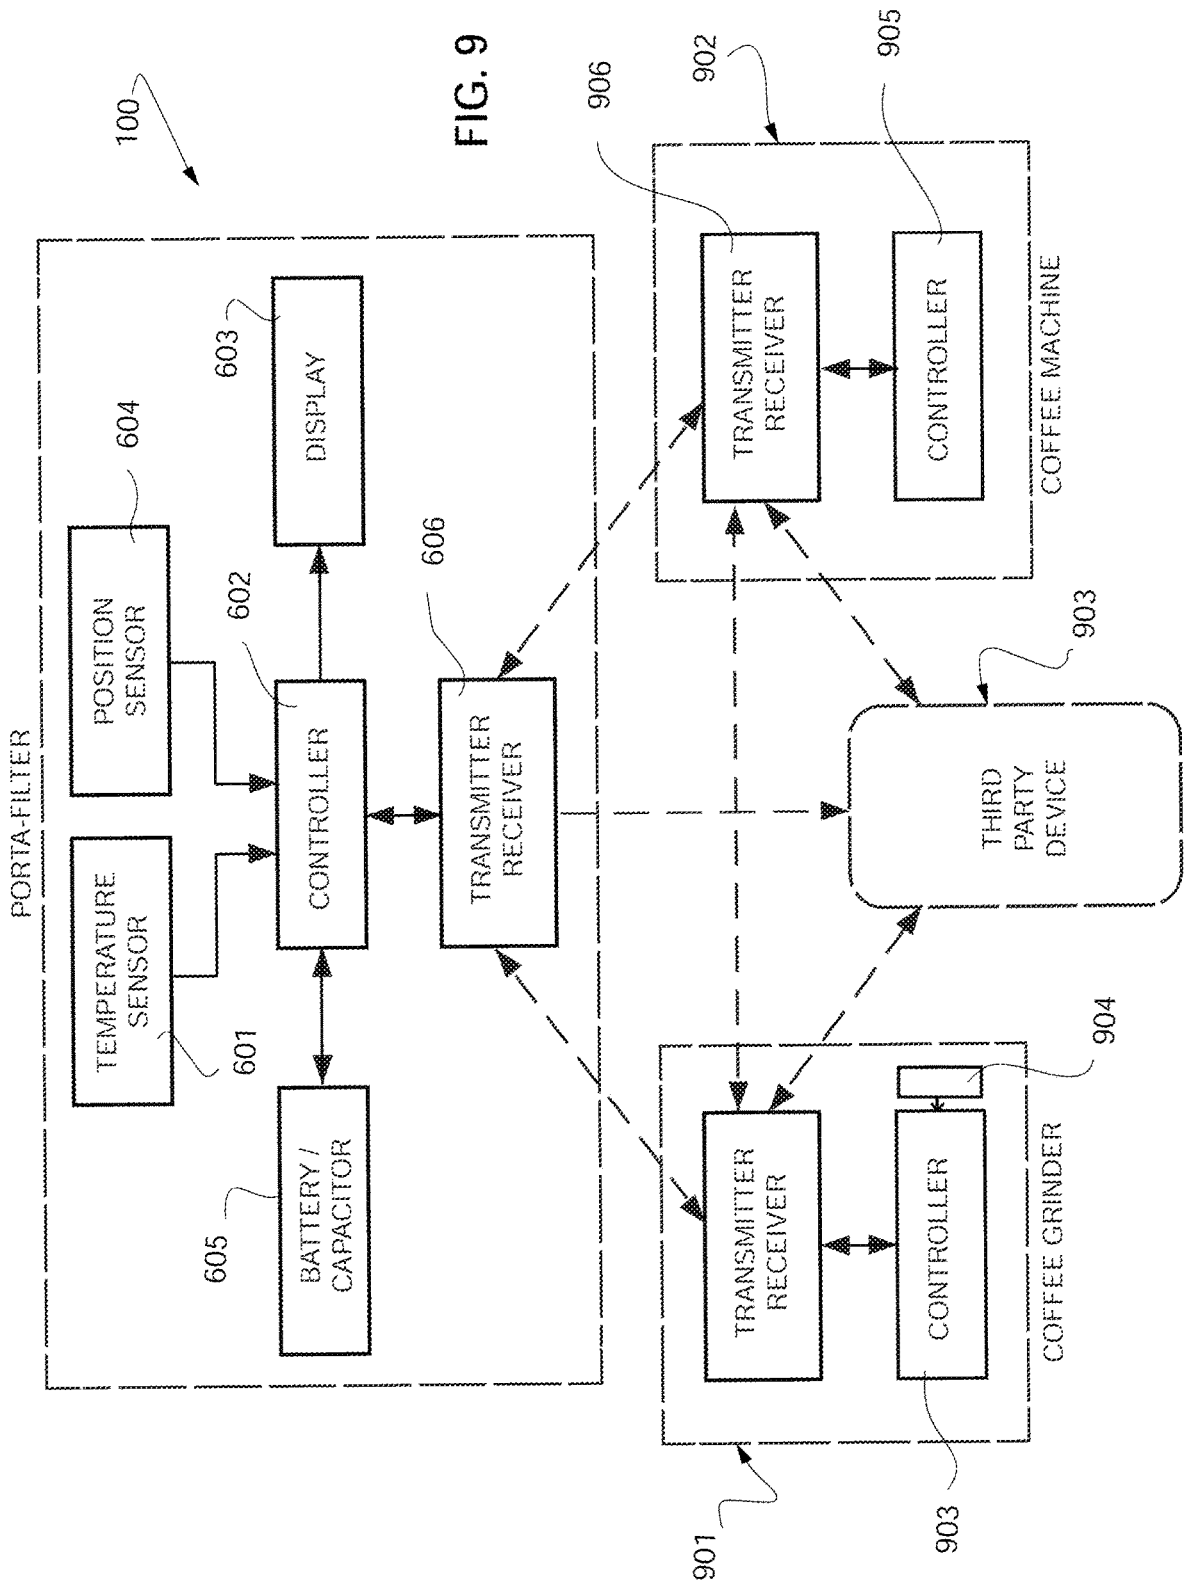 FIG. 9
100
PORTA-FILTER
TEMPERATURE
SENSOR
601
POSITION
SENSOR
604
BATTERY /
CAPACITOR
605
CONTROLLER
602
DISPLAY
603
TRANSMITTER
RECEIVER
606
901
TRANSMITTER
RECEIVER
CONTROLLER
903
904
COFFEE GRINDER
THIRD
PARTY
DEVICE
903
902
TRANSMITTER
RECEIVER
906
CONTROLLER
905
COFFEE MACHINE